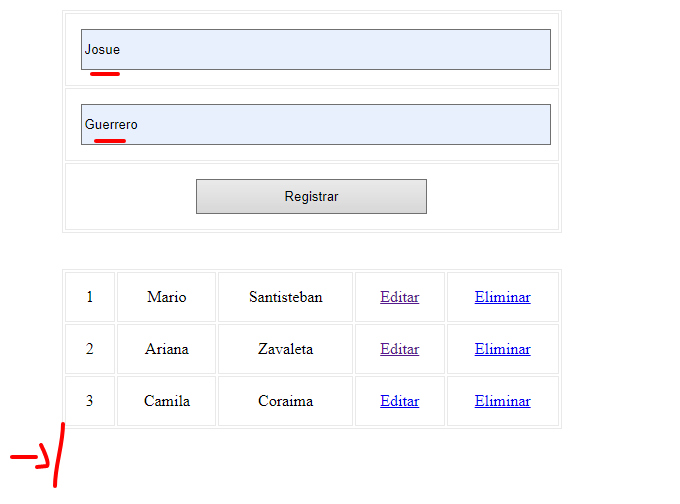 Josue
Guerrero
Registrar
1 Mario Santisteban Editar Eliminar
2 Ariana Zavaleta Editar Eliminar
3 Camila Coraima Editar Eliminar